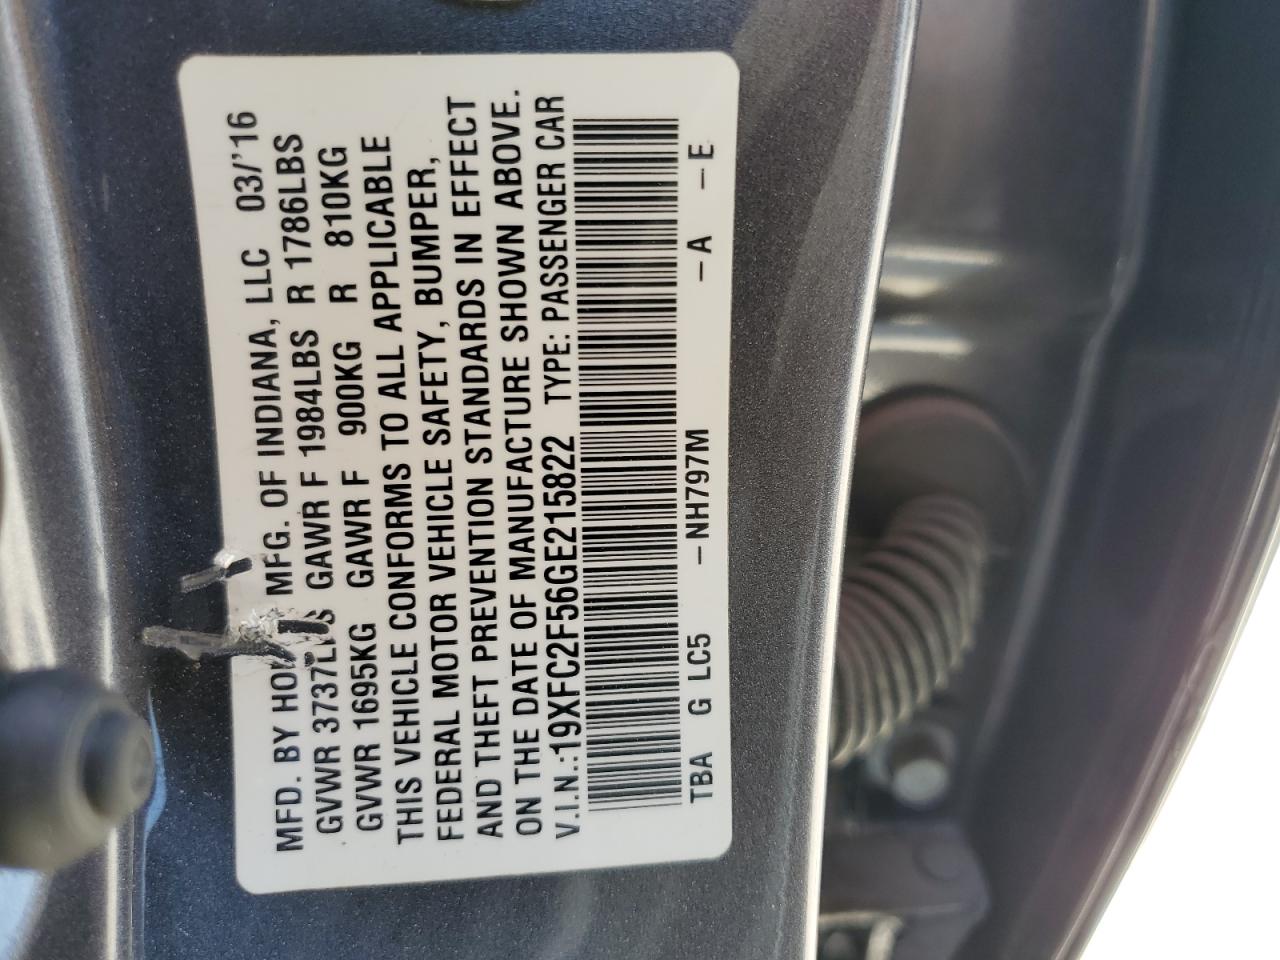 MFD. BY HO MFG. OF INDIANA, LLC 03/'16
GVWR 3737LBS GAWR F 1984LBS R 1786LBS
GVWR 1695KG GAWR F 900KG R 810KG
THIS VEHICLE CONFORMS TO ALL APPLICABLE
FEDERAL MOTOR VEHICLE SAFETY, BUMPER,
AND THEFT PREVENTION STANDARDS IN EFFECT
ON THE DATE OF MANUFACTURE SHOWN ABOVE.
V.I.N.:19XFC2F56GE215822 TYPE: PASSENGER CAR
TBA G LC5 -NH797M -A -E